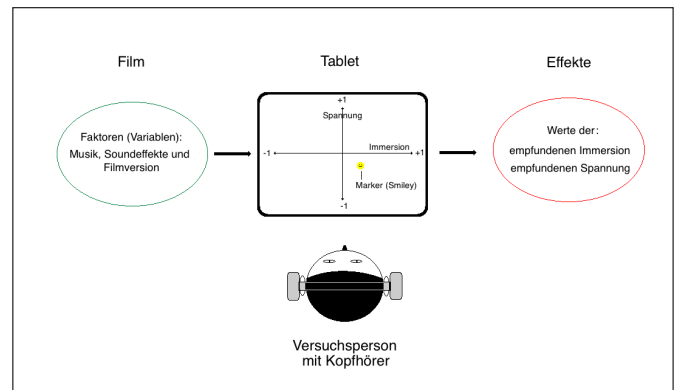 Film
Tablet
Effekte
Faktoren (Variablen):
Musik, Soundeffekte und
Filmversion
+1
Spannung
Immersion
-1
+1
Marker (Smiley)
-1
Werte der:
empfundenen Immersion
empfundenen Spannung
Versuchsperson
mit Kopfhörer